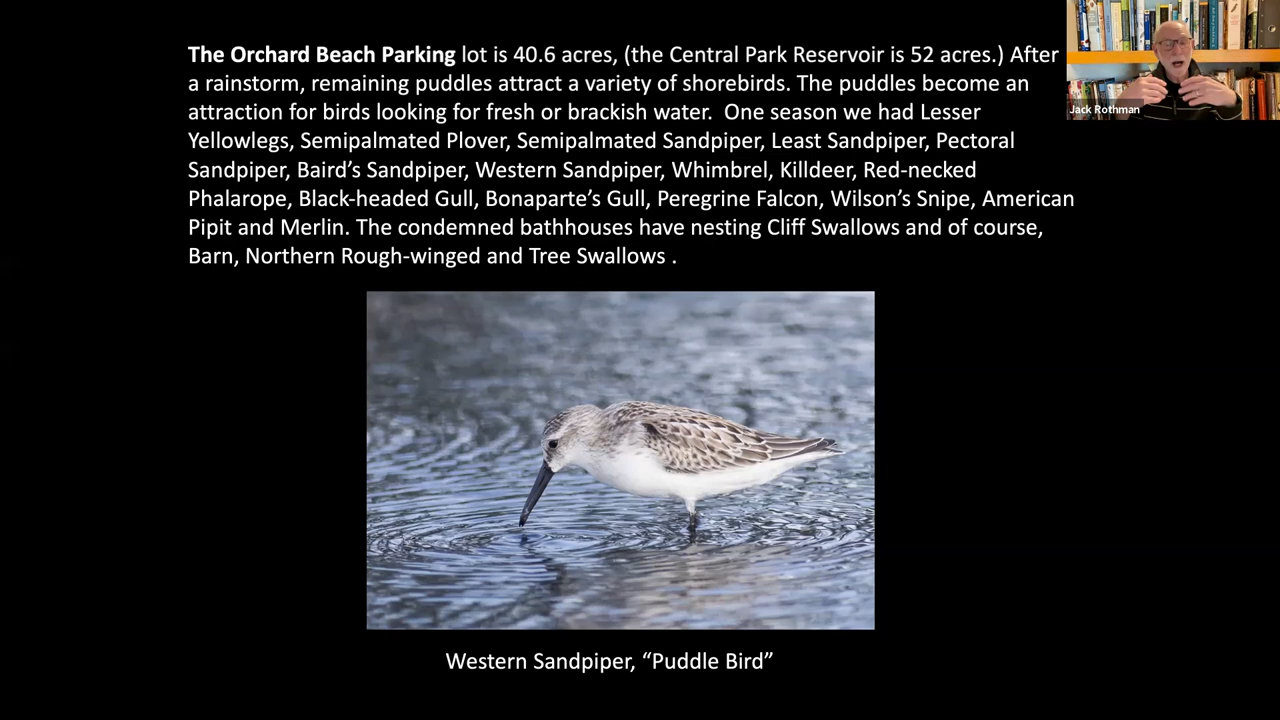 The Orchard Beach Parking lot is 40.6 acres, (the Central Park Reservoir is 52 acres.) After
a rainstorm, remaining puddles attract a variety of shorebirds. The puddles become an
attraction for birds looking for fresh or brackish water.  One season we had Lesser
Yellowlegs, Semipalmated Plover, Semipalmated Sandpiper, Least Sandpiper, Pectoral
Sandpiper, Baird’s Sandpiper, Western Sandpiper, Whimbrel, Killdeer, Red-necked
Phalarope, Black-headed Gull, Bonaparte’s Gull, Peregrine Falcon, Wilson’s Snipe, American
Pipit and Merlin. The condemned bathhouses have nesting Cliff Swallows and of course,
Barn, Northern Rough-winged and Tree Swallows .
Jack Rothman
Western Sandpiper, “Puddle Bird”